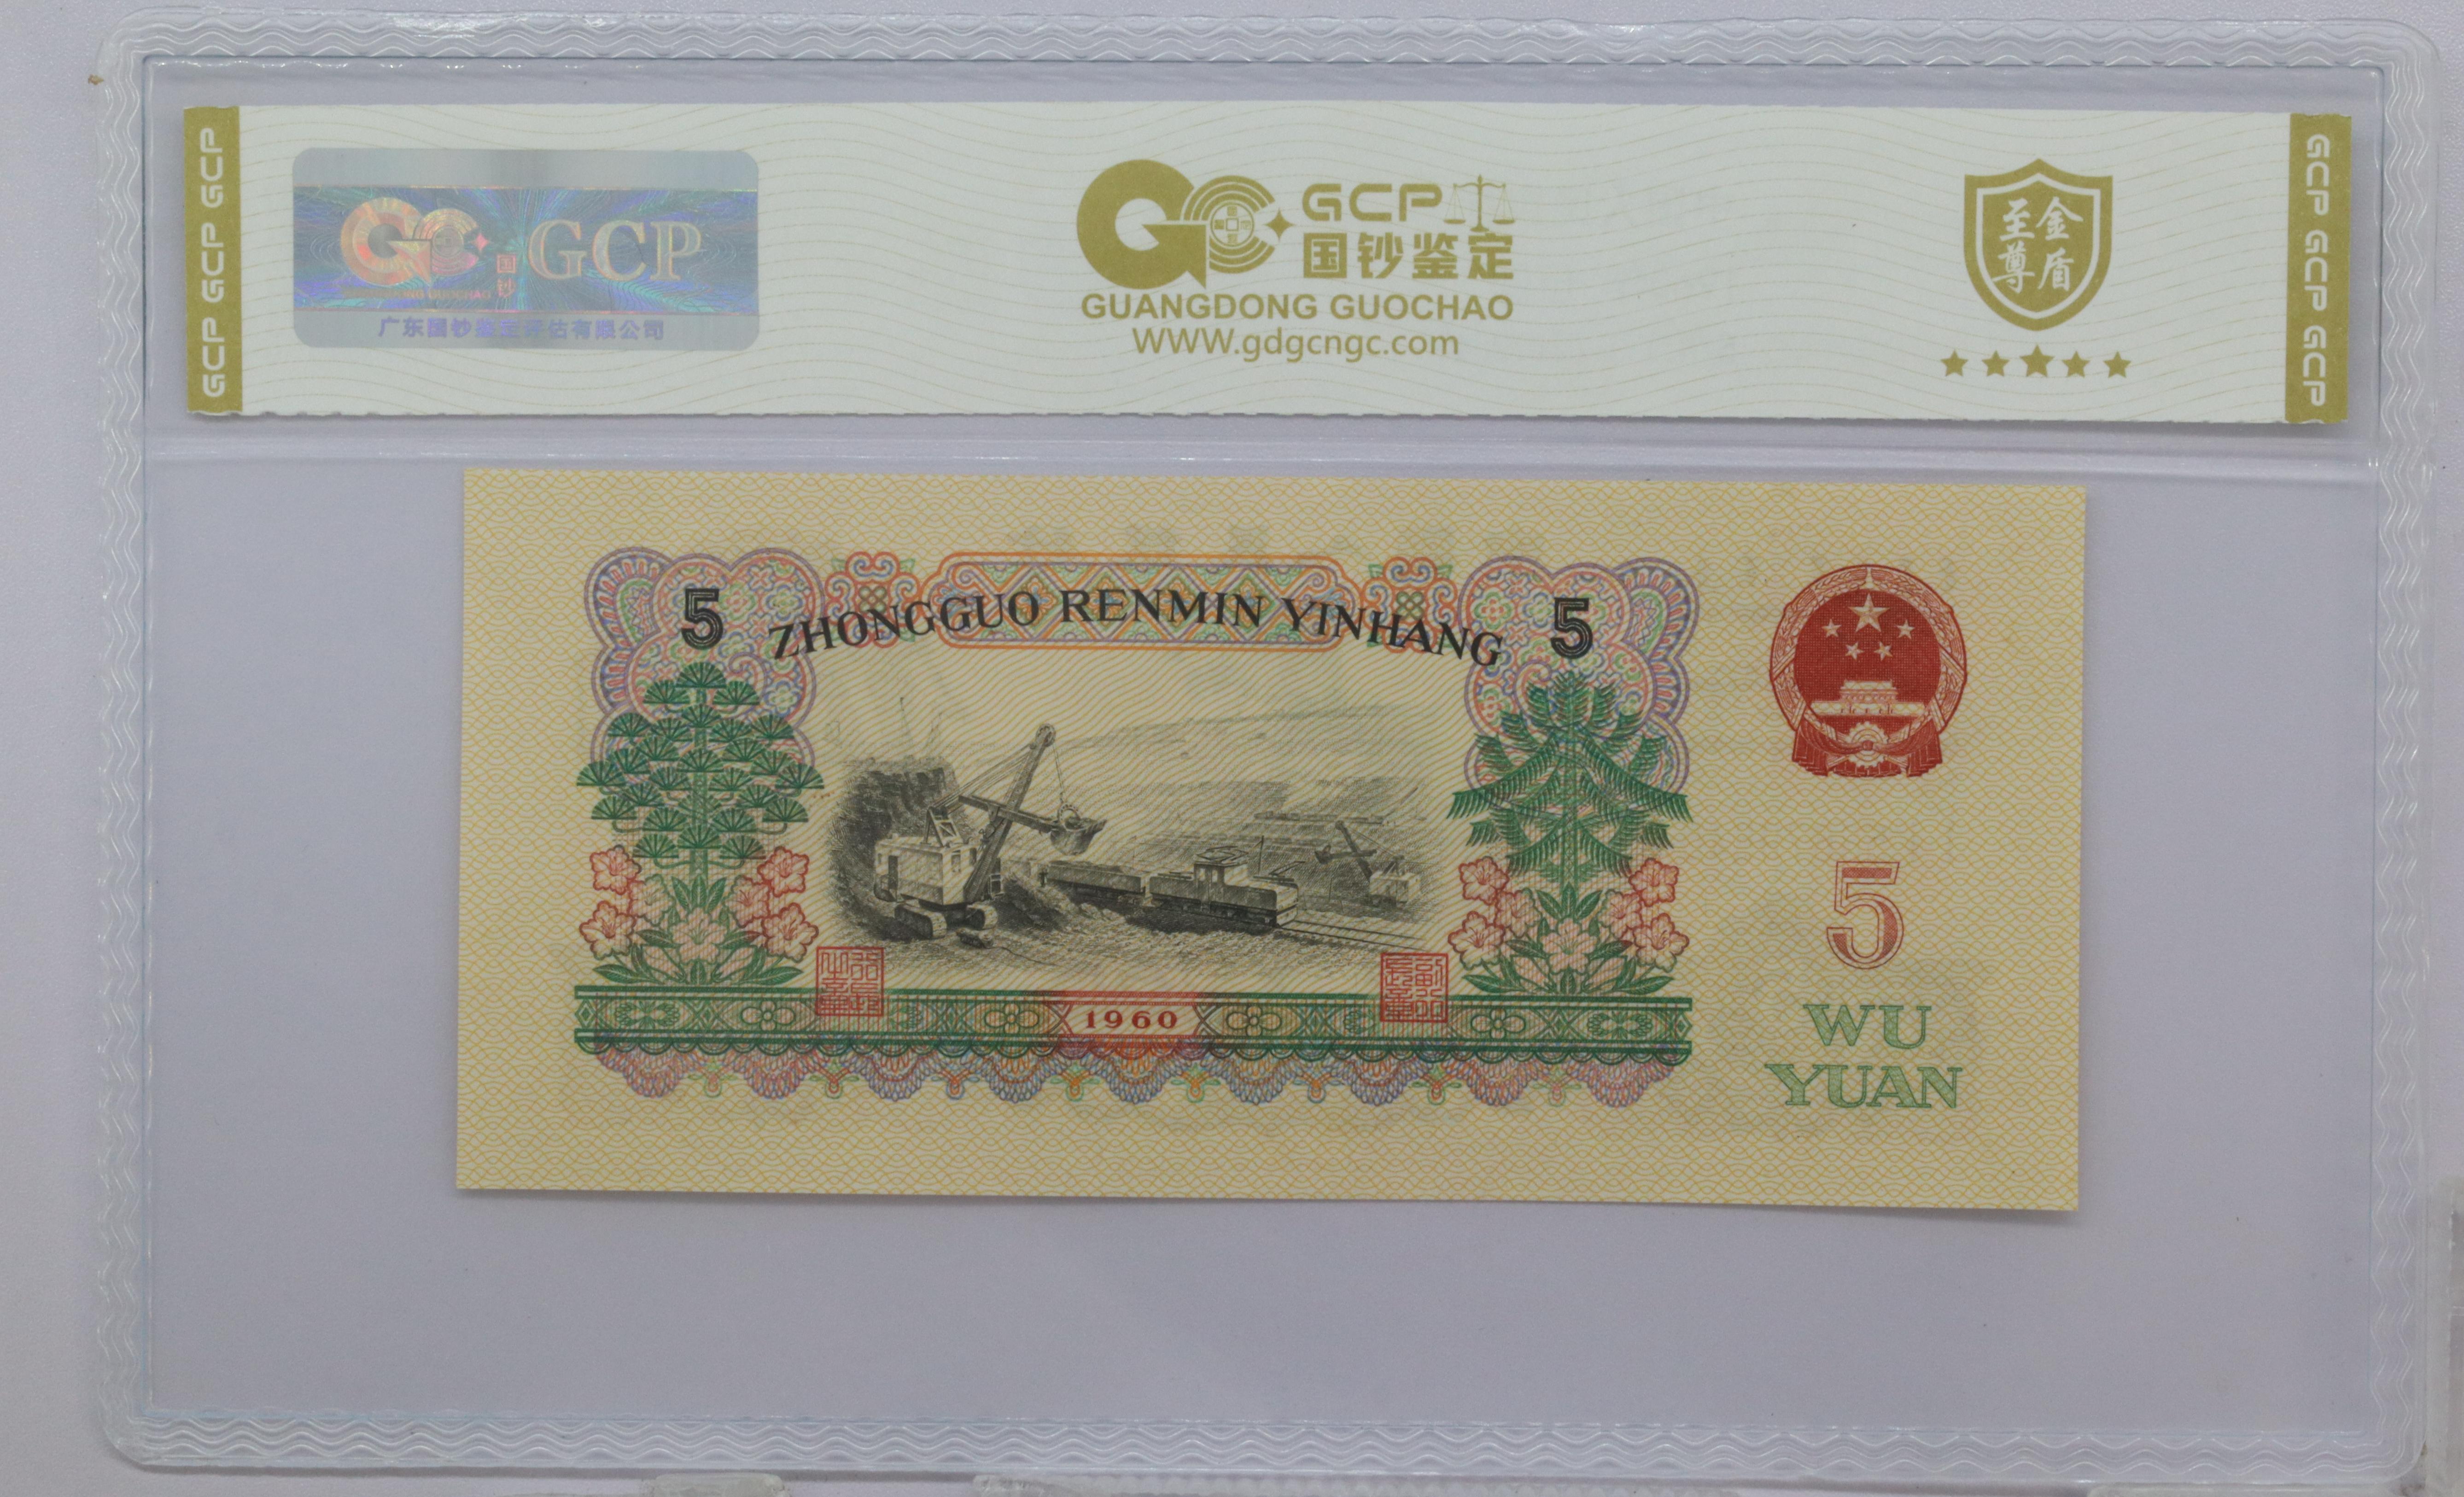 GCP GCP GCP
GCP
GUANGDONG GUOCHAO
国钞
广东国钞鉴定评估有限公司
GCP
国钞鉴定
GUANGDONG GUOCHAO
WWW.gdgcngc.com
至尊
金盾
GCP GCP GCP
5
ZHONGGUO RENMIN YINHANG
5
1960
5
WU
YUAN